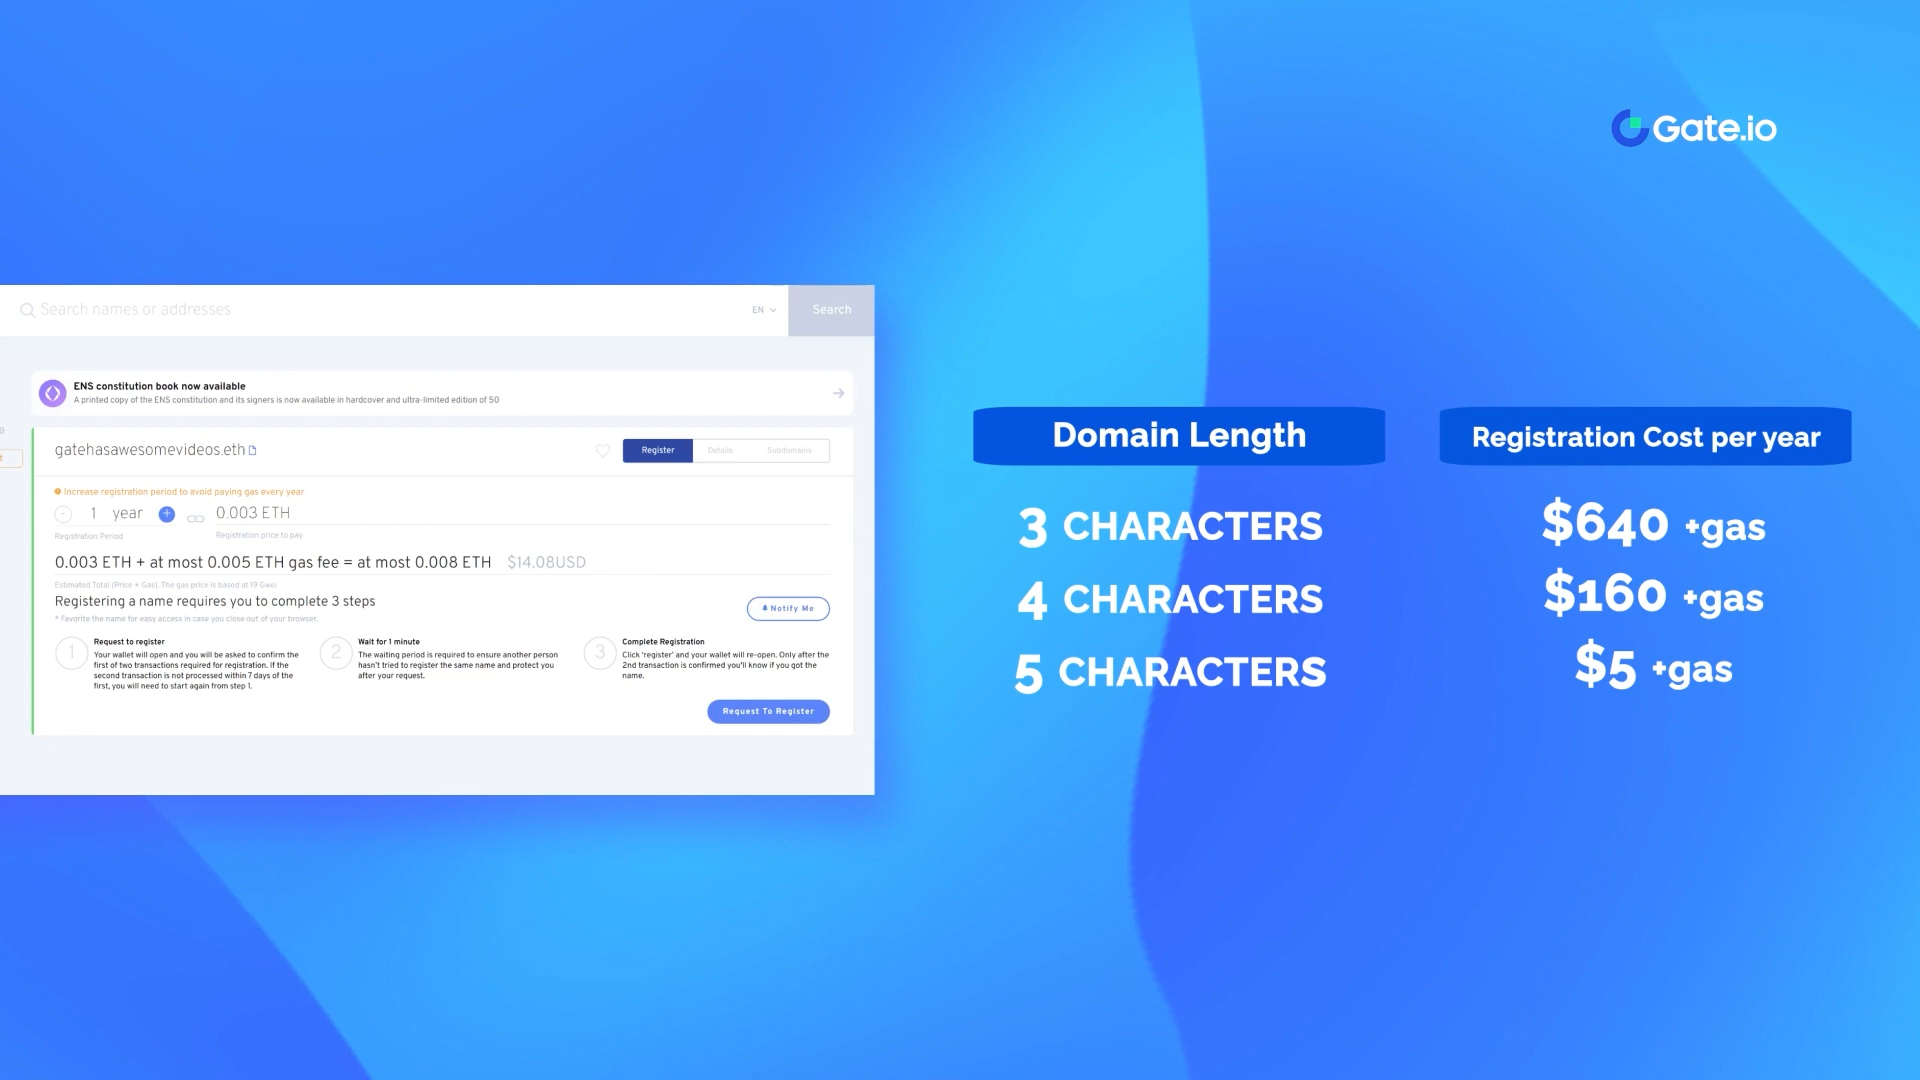 Gate.io
Search names or addresses
EN
Search
ENS constitution book now available
A printed copy of the ENS constitution and its signers is now available in hardcover and ultra-limited edition of 50
gatehasawesomevideos.eth
Register
Details
Subdomains
Increase registration period to avoid paying gas every year
- 1 year +
0.003 ETH
Registration Period
Registration price to pay
0.003 ETH + at most 0.005 ETH gas fee = at most 0.008 ETH $14.08USD
Estimated Total (Price + Gas). The gas price is based at 19 Gwei
Registering a name requires you to complete 3 steps
* Favorite the name for easy access in case you close out of your browser.
Notify Me
1
Request to register
Your wallet will open and you will be asked to confirm the
first of two transactions required for registration. If the
second transaction is not processed within 7 days of the
first, you will need to start again from step 1.
2
Wait for 1 minute
The waiting period is required to ensure another person
hasn't tried to register the same name and protect you
after your request.
3
Complete Registration
Click 'register' and your wallet will re-open. Only after the
2nd transaction is confirmed you'll know if you got the
name.
Request To Register
Domain Length
Registration Cost per year
3 CHARACTERS
$640 +gas
4 CHARACTERS
$160 +gas
5 CHARACTERS
$5 +gas